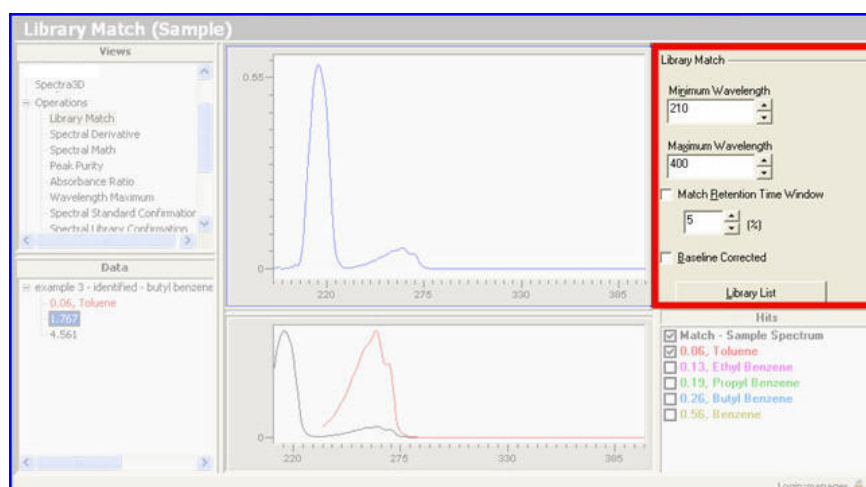 Library Match (Sample)
Views
Spectra3D
Operations
Library Match
Spectral Derivative
Spectral Math
Peak Purity
Absorbance Ratio
Wavelength Maximum
Spectral Standard Confirmation
Spectral Library Confirmation
Data
example 3 - identified - butyl benzene
0.06, Toluene
1.767
4.561
0.55
0
220 275 330 385
0
220 275 330 385
Library Match
Minimum Wavelength
210
Maximum Wavelength
400
Match Retention Time Window
5 (%)
Baseline Corrected
Library List
Hits
Match - Sample Spectrum
0.06, Toluene
0.13, Ethyl Benzene
0.19, Propyl Benzene
0.26, Butyl Benzene
0.56, Benzene
Login:manager